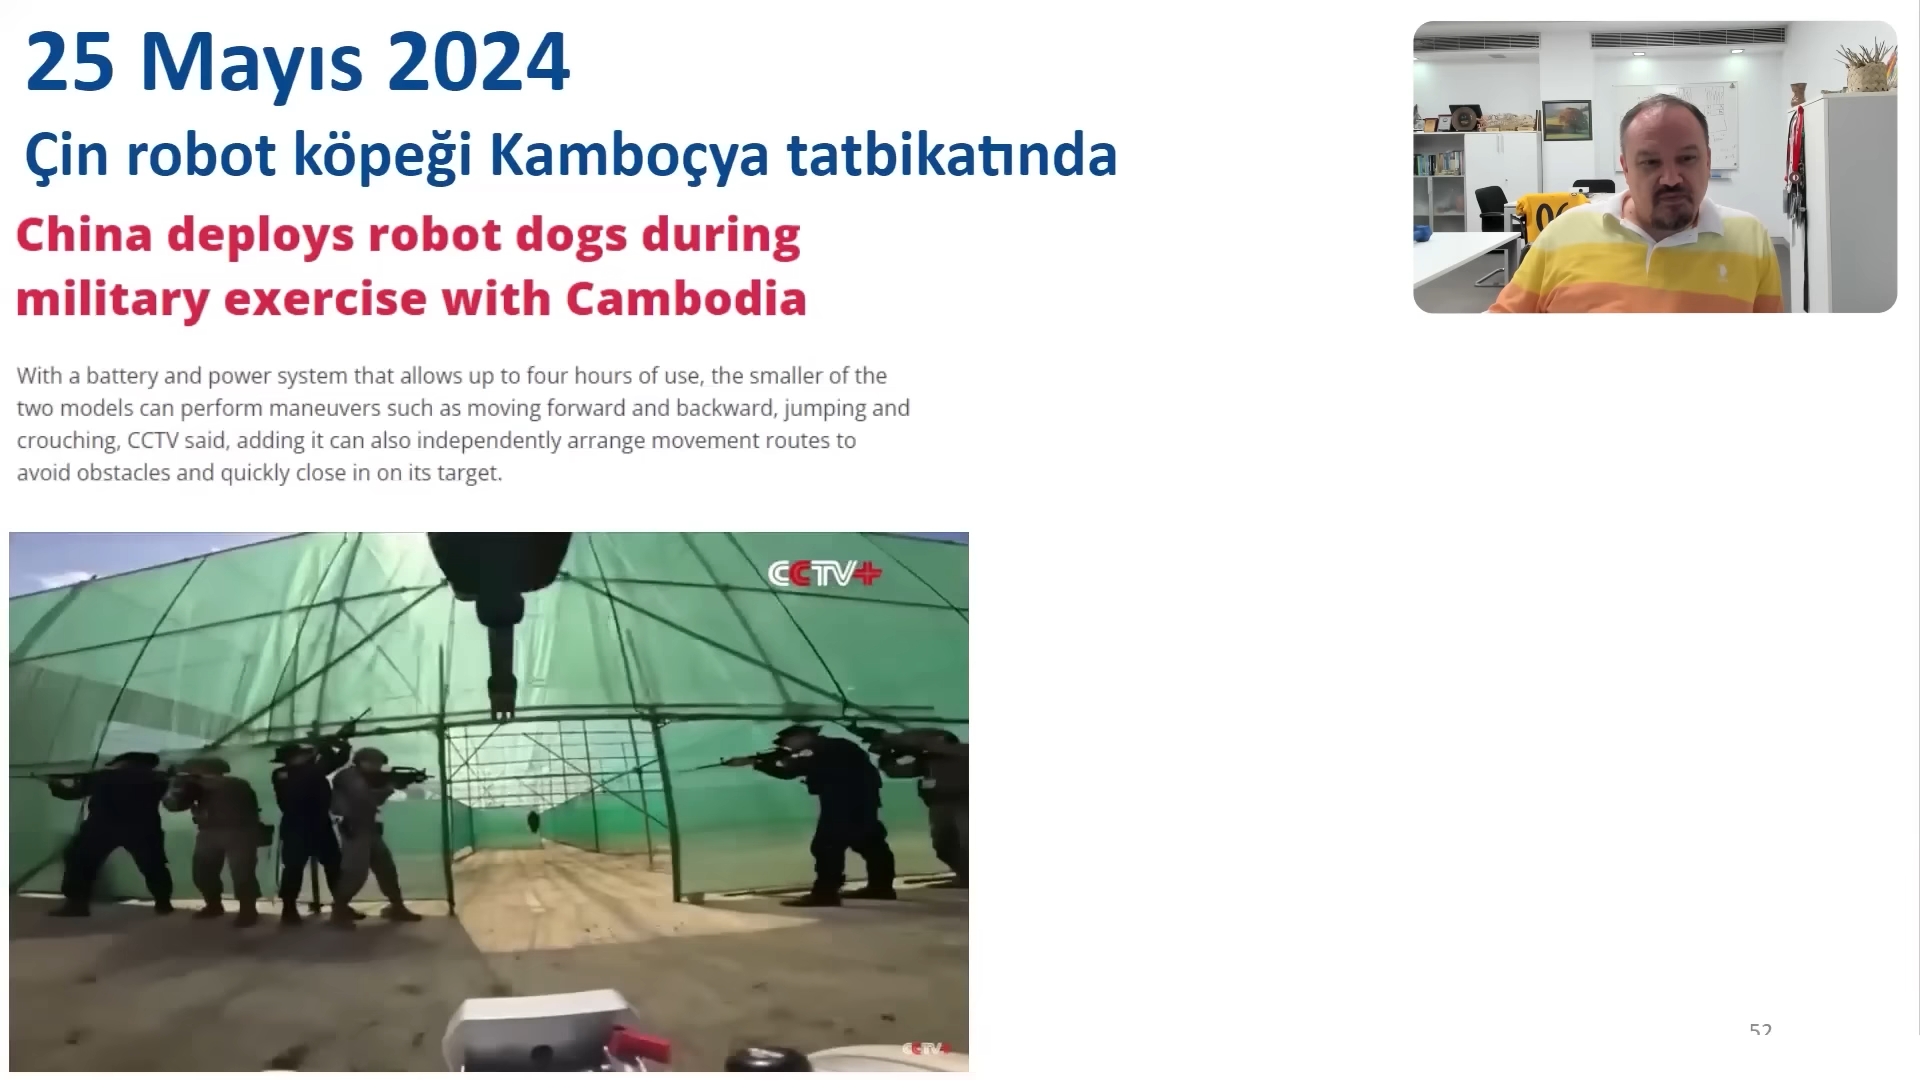 25 Mayıs 2024
Çin robot köpeği Kamboçya tatbikatında
China deploys robot dogs during
military exercise with Cambodia
With a battery and power system that allows up to four hours of use, the smaller of the
two models can perform maneuvers such as moving forward and backward, jumping and
crouching, CCTV said, adding it can also independently arrange movement routes to
avoid obstacles and quickly close in on its target.
CCTV+
CCTV+
06
52